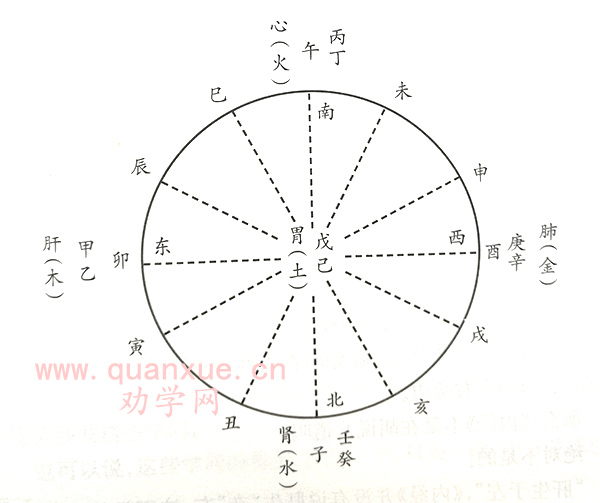 心(火)
午
丙丁
巳
南
未
辰
申
肝(木)
甲乙
卯
东
胃(土)
戊己
西
酉
庚辛
肺(金)
寅
戌
www.quanxue.cn
劝学网
丑
北
亥
肾(水)
子
壬癸